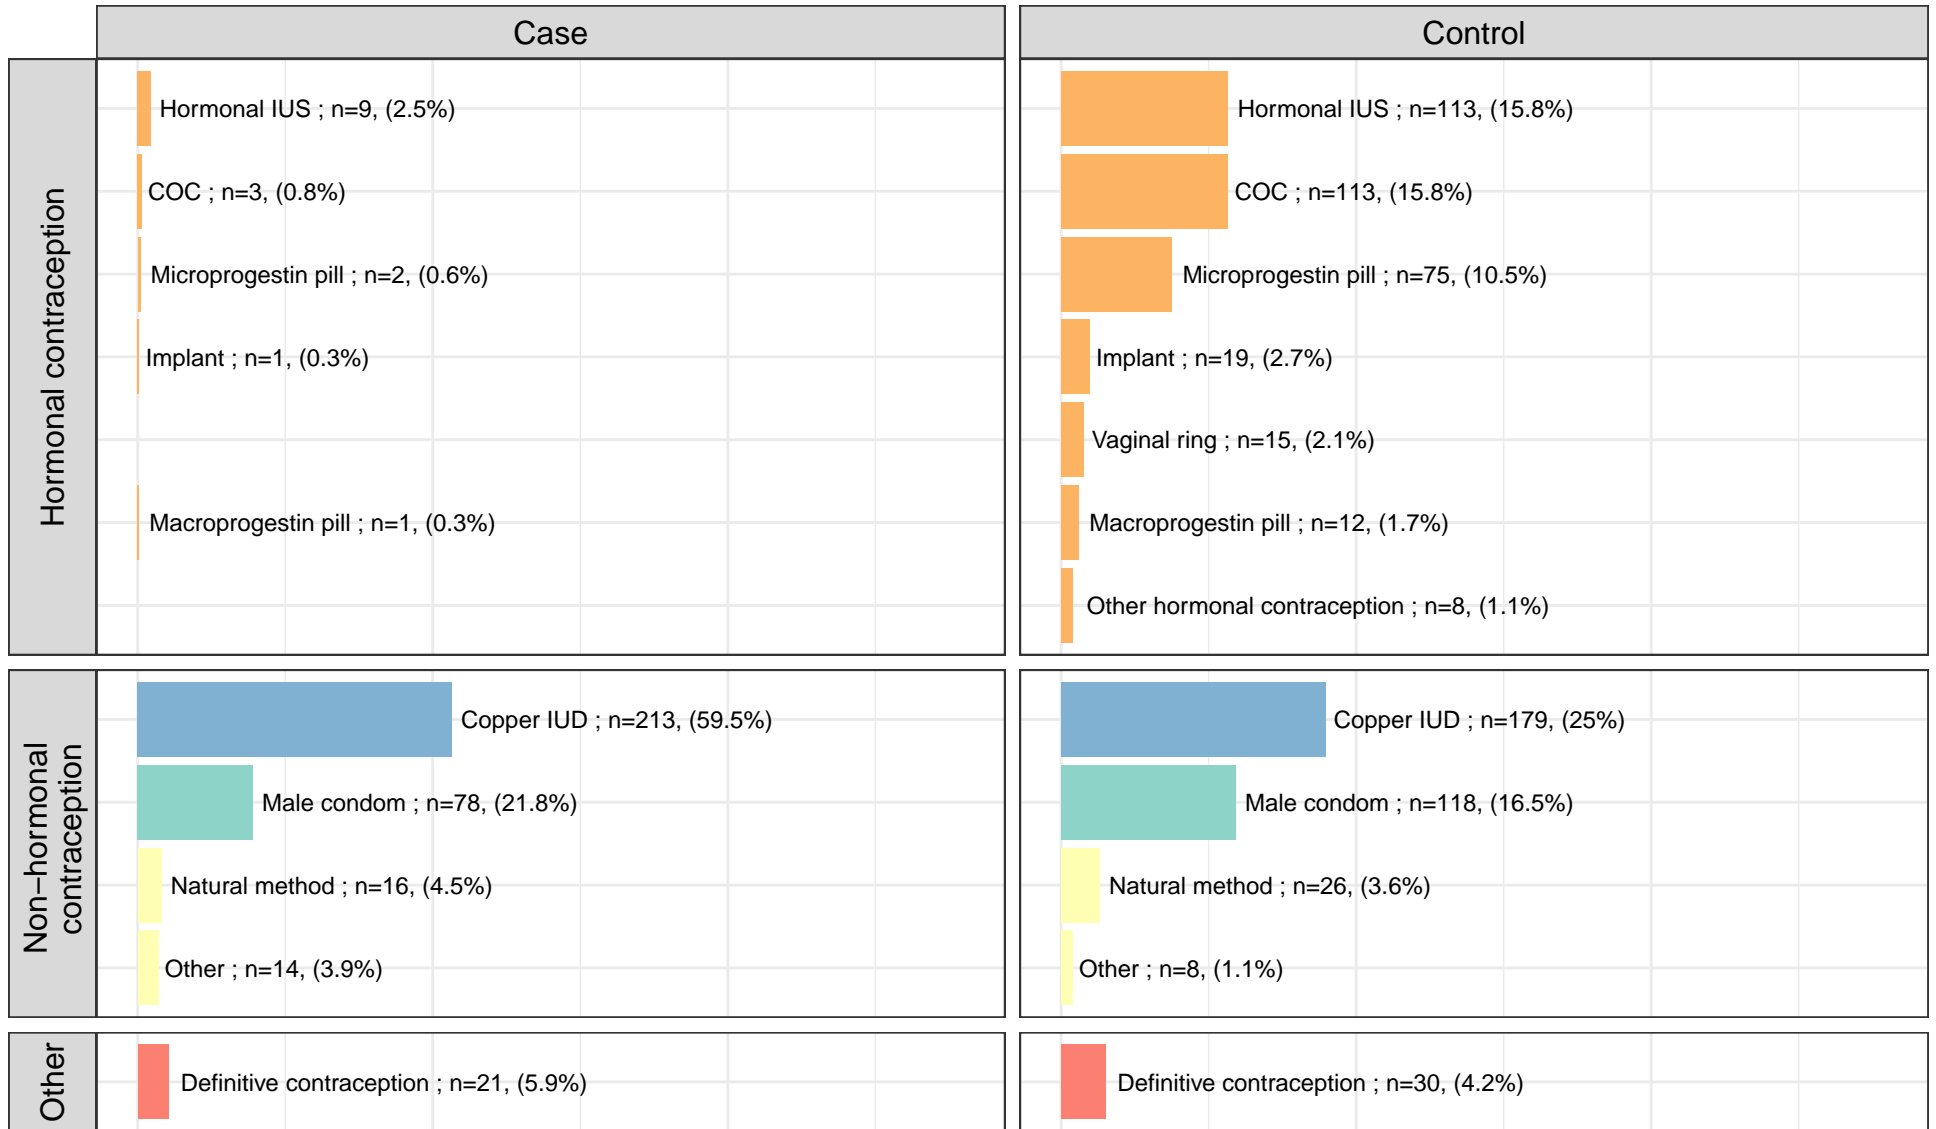 Case
Control
Hormonal contraception
Hormonal IUS ; n=9, (2.5%)
COC ; n=3, (0.8%)
Microprogestin pill ; n=2, (0.6%)
Implant ; n=1, (0.3%)
Macroprogestin pill ; n=1, (0.3%)
Hormonal IUS ; n=113, (15.8%)
COC ; n=113, (15.8%)
Microprogestin pill ; n=75, (10.5%)
Implant ; n=19, (2.7%)
Vaginal ring ; n=15, (2.1%)
Macroprogestin pill ; n=12, (1.7%)
Other hormonal contraception ; n=8, (1.1%)
Non−hormonal
contraception
Copper IUD ; n=213, (59.5%)
Male condom ; n=78, (21.8%)
Natural method ; n=16, (4.5%)
Other ; n=14, (3.9%)
Copper IUD ; n=179, (25%)
Male condom ; n=118, (16.5%)
Natural method ; n=26, (3.6%)
Other ; n=8, (1.1%)
Other
Definitive contraception ; n=21, (5.9%)
Definitive contraception ; n=30, (4.2%)